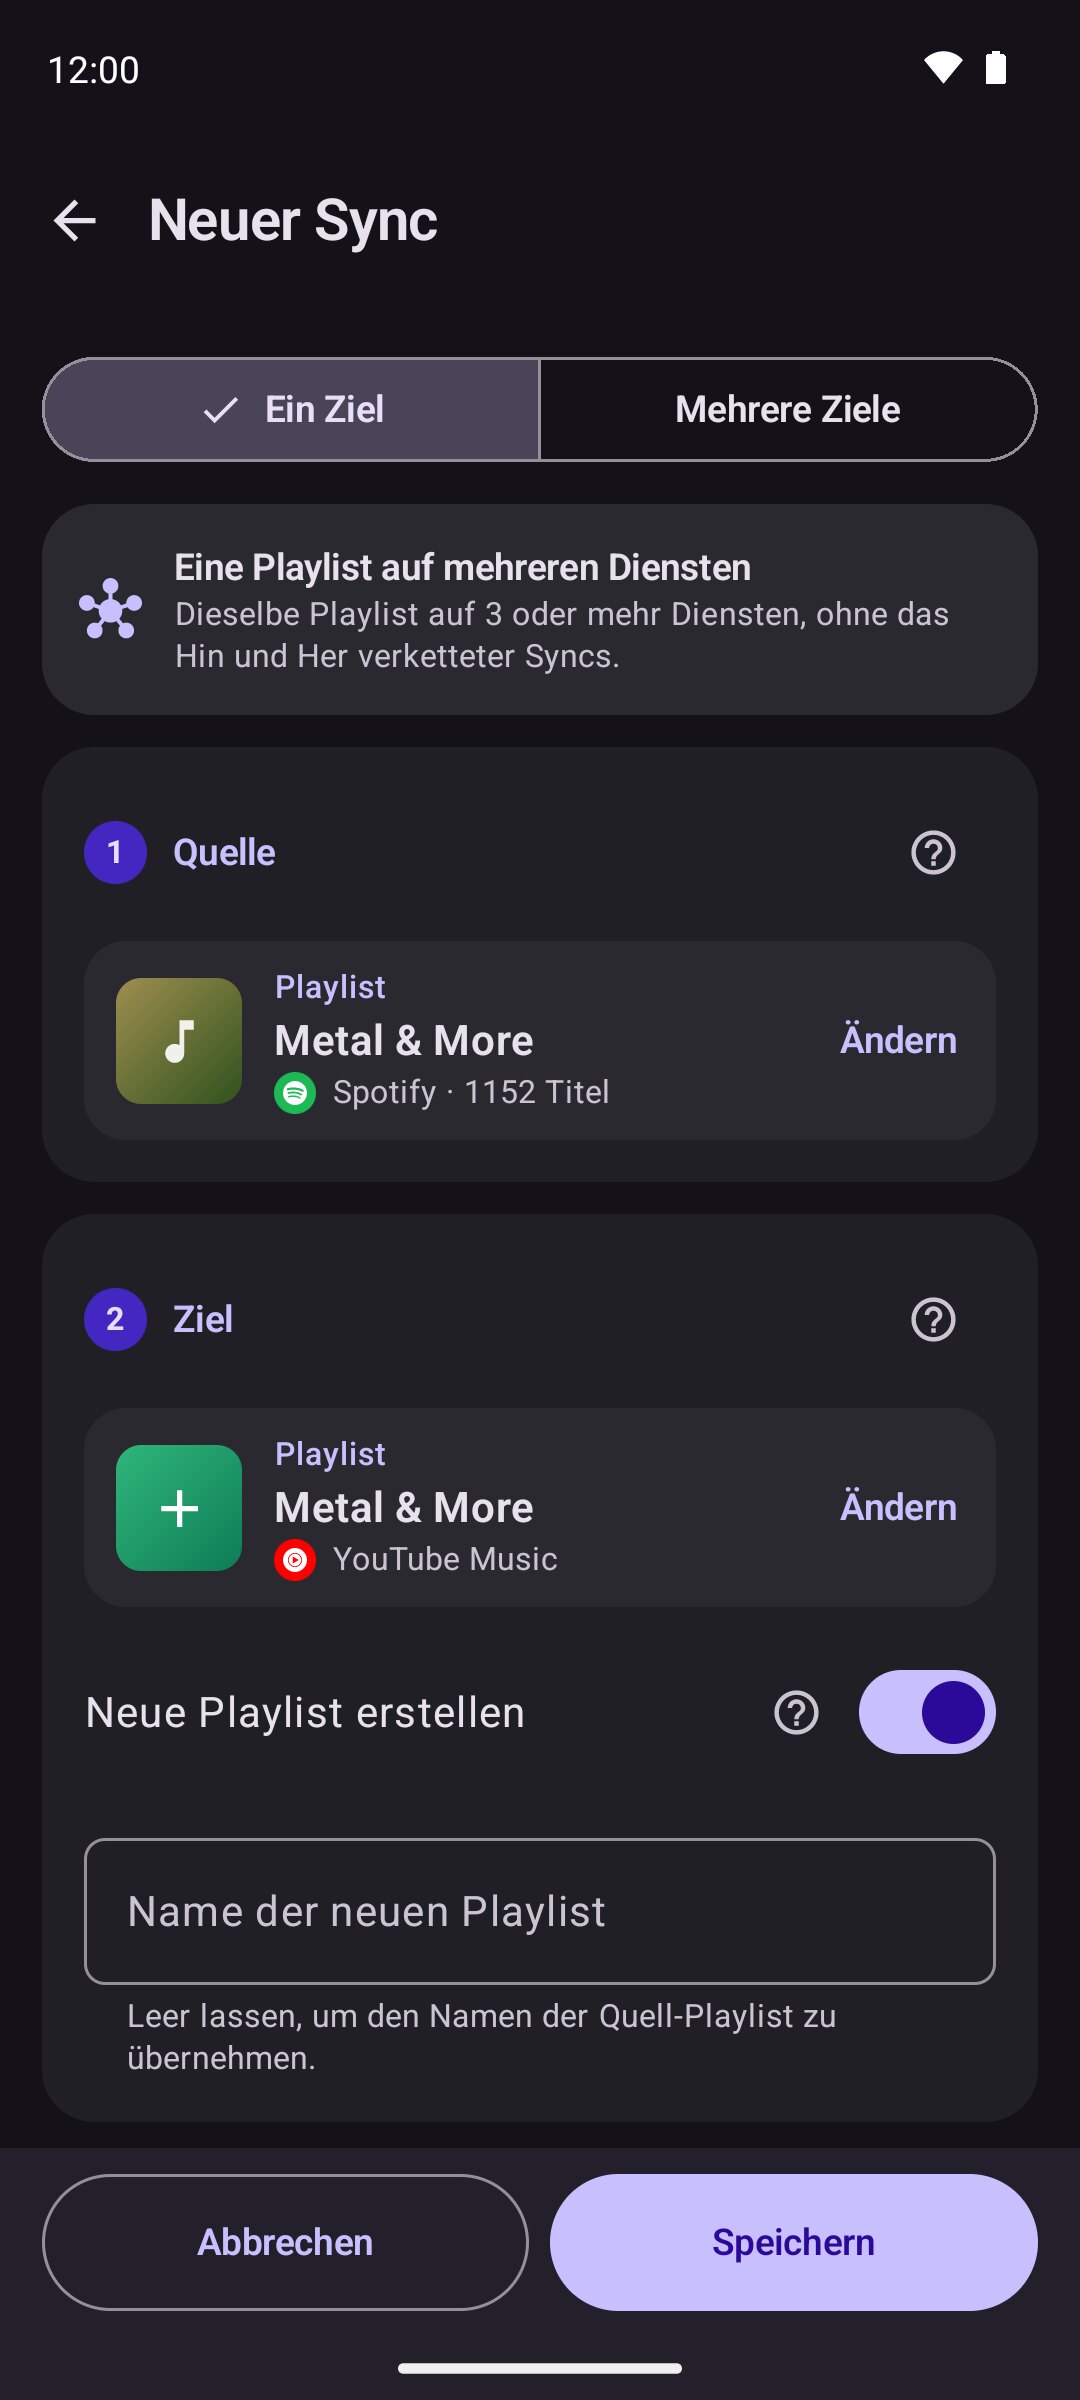 12:00
Neuer Sync
Ein Ziel
Mehrere Ziele
Eine Playlist auf mehreren Diensten
Dieselbe Playlist auf 3 oder mehr Diensten, ohne das
Hin und Her verketteter Syncs.
1 Quelle
Playlist
Metal & More
Ändern
Spotify · 1152 Titel
2 Ziel
Playlist
Metal & More
Ändern
YouTube Music
Neue Playlist erstellen
Name der neuen Playlist
Leer lassen, um den Namen der Quell-Playlist zu
übernehmen.
Abbrechen
Speichern